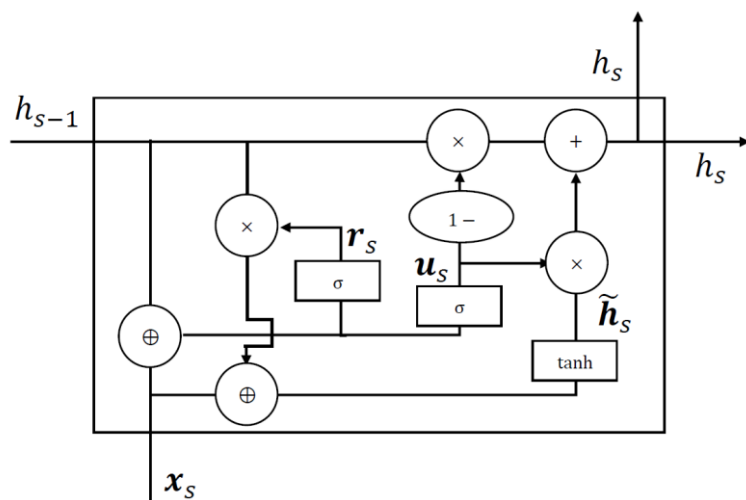 h_s
h_{s−1}
× +
h_s
1 −
× r_s
u_s ×
σ
σ
h̃_s
⊕
tanh
⊕
x_s